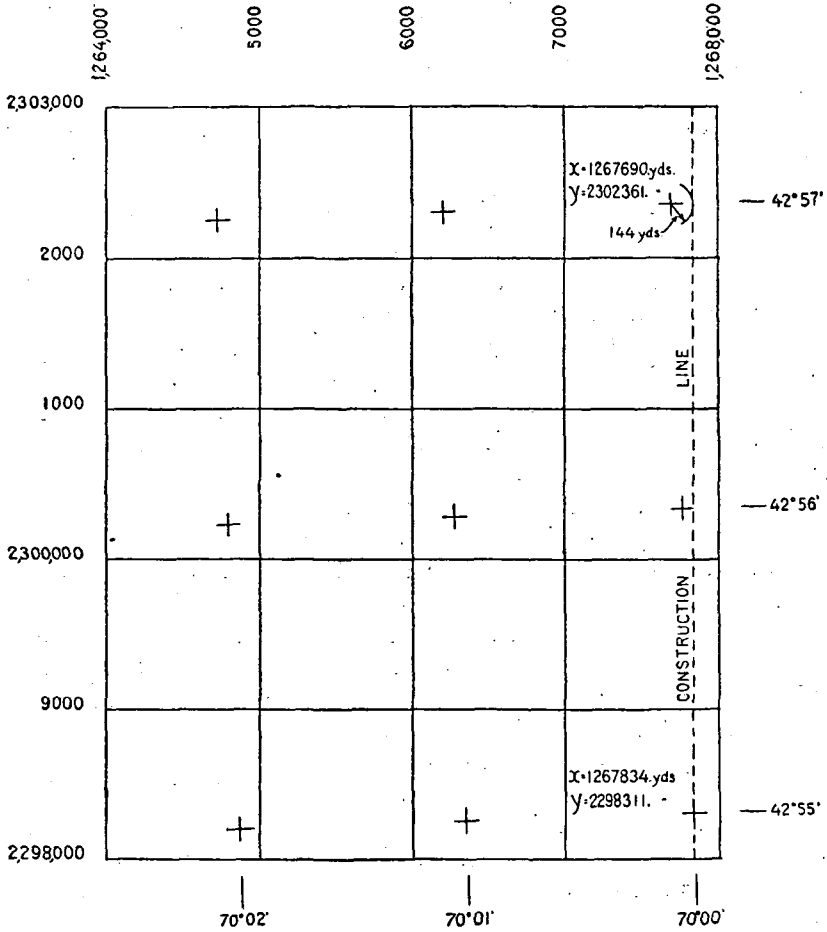 1,264,000
5000
6000
7000
1,268,000
2,303,000
x=1267690.yds.
y=2302361.
42°57'
144 yds
2000
LINE
1000
42°56'
2,300,000
CONSTRUCTION
9000
x=1267834.yds
y=2298311.
42°55'
2,298,000
70°02'
70°01'
70°00'